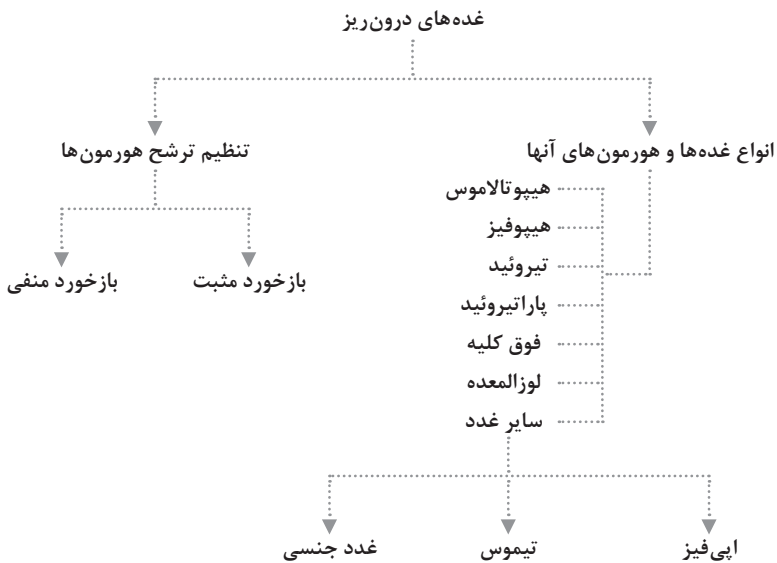 غده‌های درون‌ریز
انواع غده‌ها و هورمون‌های آنها
تنظیم ترشح هورمون‌ها
هیپوتالاموس
هیپوفیز
تیروئید
پاراتیروئید
فوق کلیه
لوزالمعده
سایر غدد
بازخورد مثبت
بازخورد منفی
اپی‌فیز
تیموس
غدد جنسی